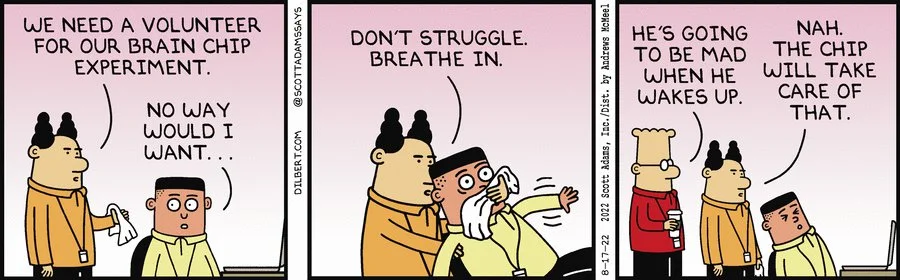 WE NEED A VOLUNTEER
FOR OUR BRAIN CHIP
EXPERIMENT.
NO WAY
WOULD I
WANT...
DILBERT.COM @SCOTTADAMSSAYS
DON'T STRUGGLE.
BREATHE IN.
8-17-22 2022 Scott Adams, Inc./Dist. by Andrews McMeel
HE'S GOING
TO BE MAD
WHEN HE
WAKES UP.
NAH.
THE CHIP
WILL TAKE
CARE OF
THAT.